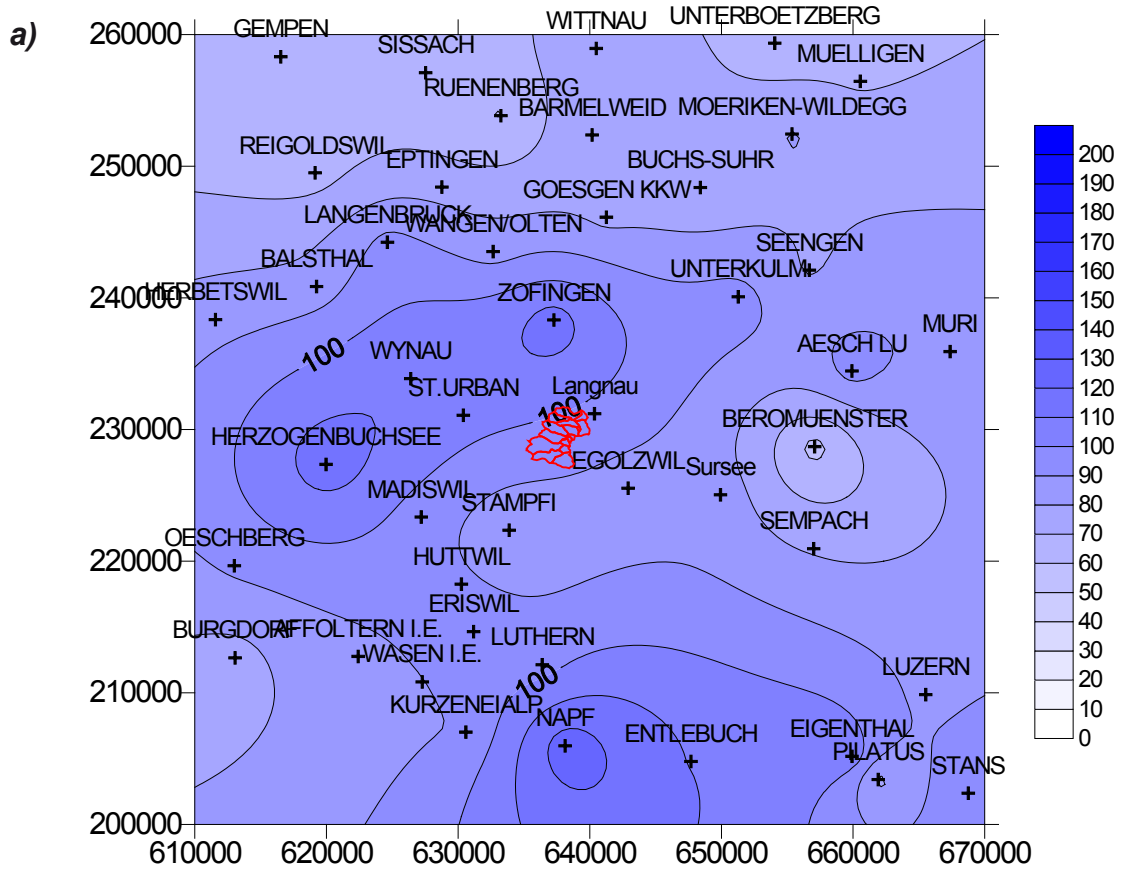 a)
260000
250000
240000
230000
220000
210000
200000
610000 620000 630000 640000 650000 660000 670000
GEMPEN
SISSACH
WITTNAU
UNTERBOETZBERG
MUELLIGEN
RUENENBERG
BARMELWEID
MOERIKEN-WILDEGG
REIGOLDSWIL
EPTINGEN
BUCHS-SUHR
GOESGEN KKW
LANGENBRUCK
WANGEN/OLTEN
SEENGEN
BALSTHAL
UNTERKULM
HERBETSWIL
ZOFINGEN
MURI
100
WYNAU
AESCH LU
ST.URBAN
Langnau
100
BEROMUENSTER
HERZOGENBUCHSEE
EGOLZWIL
Sursee
MADISWIL
STAMPFI
SEMPACH
OESCHBERG
HUTTWIL
ERISWIL
BURGDORF
AFFOLTERN I.E.
LUTHERN
WASEN I.E.
100
LUZERN
KURZENEIALP
NAPF
ENTLEBUCH
EIGENTHAL
PILATUS
STANS
200
190
180
170
160
150
140
130
120
110
100
90
80
70
60
50
40
30
20
10
0